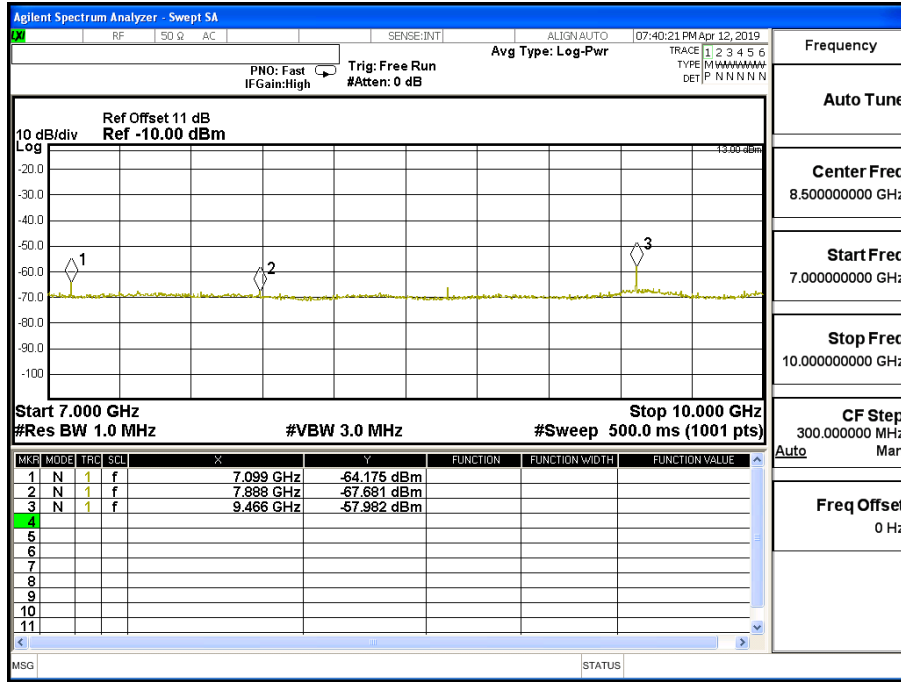 Agilent Spectrum Analyzer - Swept SA
LXI RF 50 Ω AC SENSE:INT ALIGN AUTO 07:40:21 PM Apr 12, 2019
Avg Type: Log-Pwr
TRACE 1 2 3 4 5 6
PNO: Fast Trig: Free Run
TYPE M W W W W W
IFGain:High #Atten: 0 dB
DET P N N N N N
Ref Offset 11 dB
10 dB/div Ref -10.00 dBm
Log
13.00 dBm
-20.0
-30.0
-40.0
-50.0
-60.0
-70.0
-80.0
-90.0
-100
1
2
3
Start 7.000 GHz Stop 10.000 GHz
#Res BW 1.0 MHz #VBW 3.0 MHz #Sweep 500.0 ms (1001 pts)
MKR MODE TRC SCL X Y FUNCTION FUNCTION WIDTH FUNCTION VALUE
1 N 1 f 7.099 GHz -64.175 dBm
2 N 1 f 7.888 GHz -67.681 dBm
3 N 1 f 9.466 GHz -57.982 dBm
4
5
6
7
8
9
10
11
MSG STATUS
Frequency
Auto Tune
Center Freq
8.500000000 GHz
Start Freq
7.000000000 GHz
Stop Freq
10.000000000 GHz
CF Step
300.000000 MHz
Auto Man
Freq Offset
0 Hz